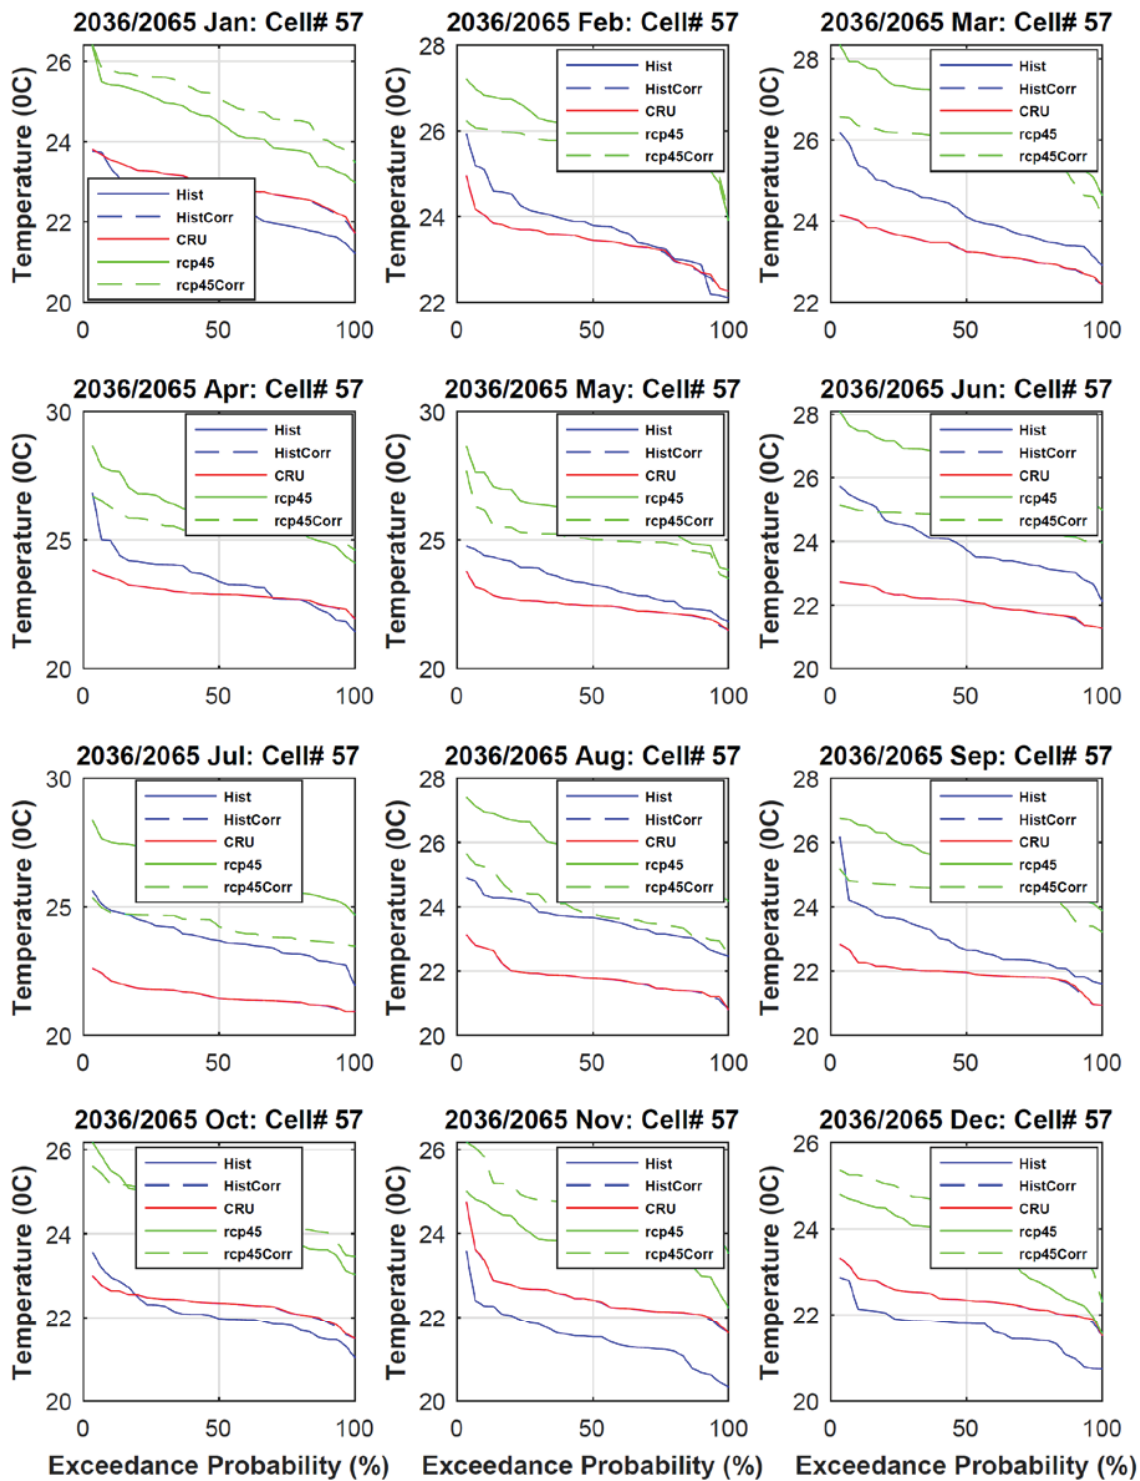 2036/2065 Jan: Cell# 57
2036/2065 Feb: Cell# 57
2036/2065 Mar: Cell# 57
Temperature (0C)
26
24
22
20
0
50
100
Hist
HistCorr
CRU
rcp45
rcp45Corr
Temperature (0C)
28
26
24
22
0
50
100
Hist
HistCorr
CRU
rcp45
rcp45Corr
Temperature (0C)
28
26
24
22
0
50
100
Hist
HistCorr
CRU
rcp45
rcp45Corr
2036/2065 Apr: Cell# 57
2036/2065 May: Cell# 57
2036/2065 Jun: Cell# 57
Temperature (0C)
30
25
20
0
50
100
Hist
HistCorr
CRU
rcp45
rcp45Corr
Temperature (0C)
30
25
20
0
50
100
Hist
HistCorr
CRU
rcp45
rcp45Corr
Temperature (0C)
28
26
24
22
20
0
50
100
Hist
HistCorr
CRU
rcp45
rcp45Corr
2036/2065 Jul: Cell# 57
2036/2065 Aug: Cell# 57
2036/2065 Sep: Cell# 57
Temperature (0C)
30
25
20
0
50
100
Hist
HistCorr
CRU
rcp45
rcp45Corr
Temperature (0C)
28
26
24
22
20
0
50
100
Hist
HistCorr
CRU
rcp45
rcp45Corr
Temperature (0C)
28
26
24
22
20
0
50
100
Hist
HistCorr
CRU
rcp45
rcp45Corr
2036/2065 Oct: Cell# 57
2036/2065 Nov: Cell# 57
2036/2065 Dec: Cell# 57
Temperature (0C)
26
24
22
20
0
50
100
Hist
HistCorr
CRU
rcp45
rcp45Corr
Exceedance Probability (%)
Temperature (0C)
26
24
22
20
0
50
100
Hist
HistCorr
CRU
rcp45
rcp45Corr
Exceedance Probability (%)
Temperature (0C)
26
24
22
20
0
50
100
Hist
HistCorr
CRU
rcp45
rcp45Corr
Exceedance Probability (%)